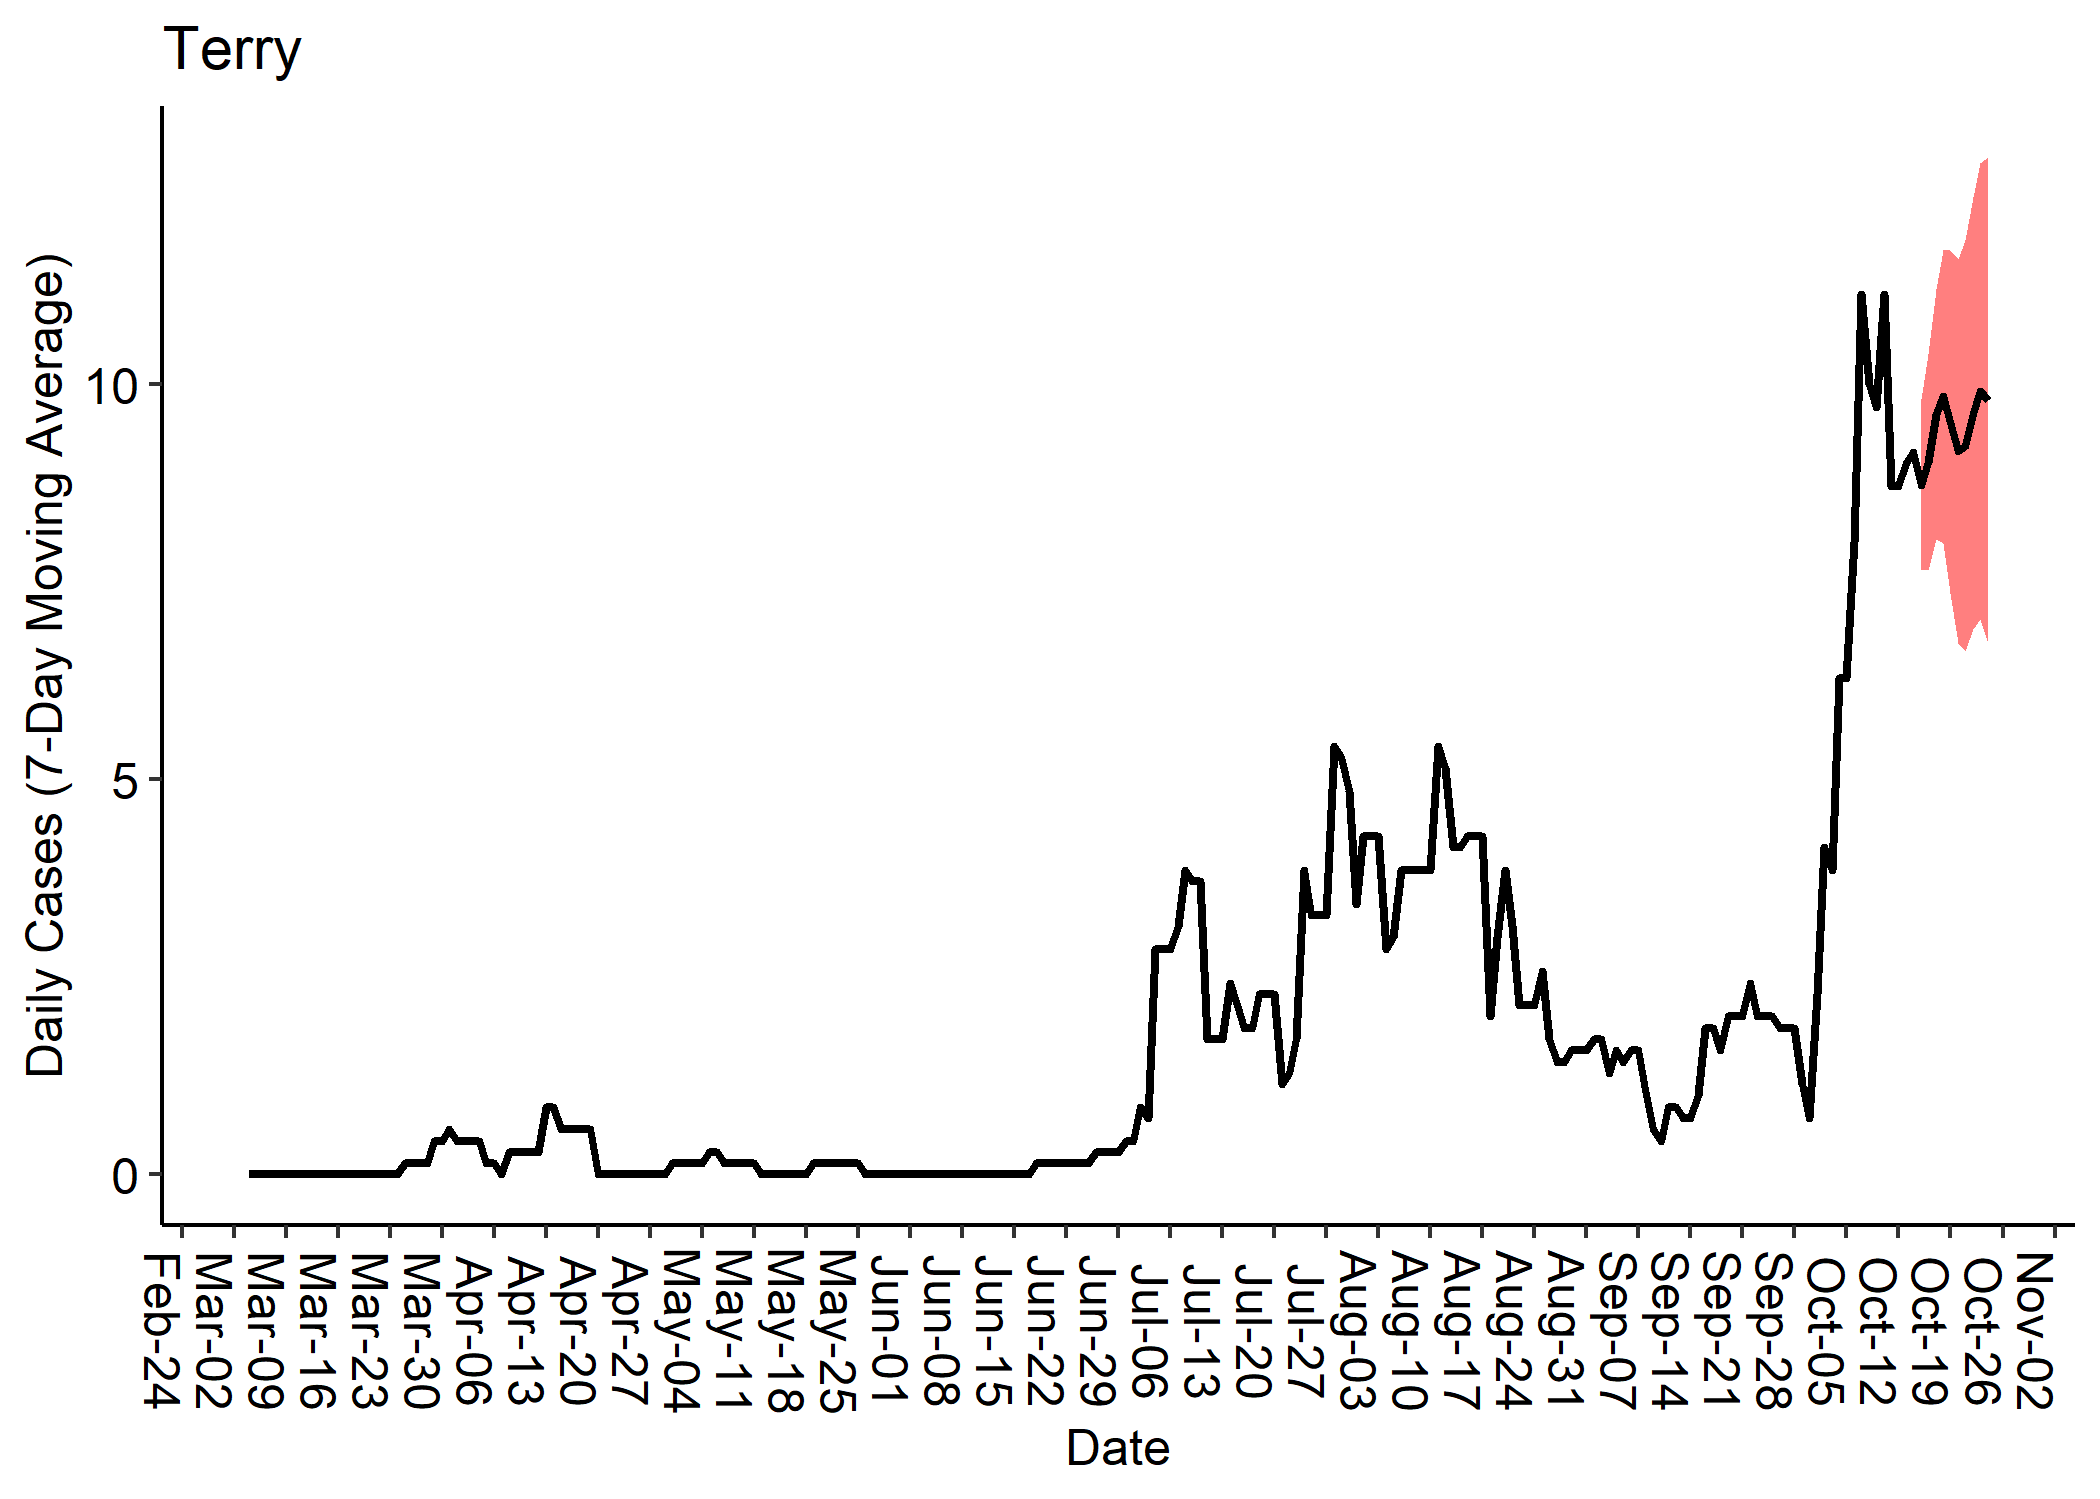 Terry
Daily Cases (7-Day Moving Average)
10
5
0
Feb-24
Mar-02
Mar-09
Mar-16
Mar-23
Mar-30
Apr-06
Apr-13
Apr-20
Apr-27
May-04
May-11
May-18
May-25
Jun-01
Jun-08
Jun-15
Jun-22
Jun-29
Jul-06
Jul-13
Jul-20
Jul-27
Aug-03
Aug-10
Aug-17
Aug-24
Aug-31
Sep-07
Sep-14
Sep-21
Sep-28
Oct-05
Oct-12
Oct-19
Oct-26
Nov-02
Date